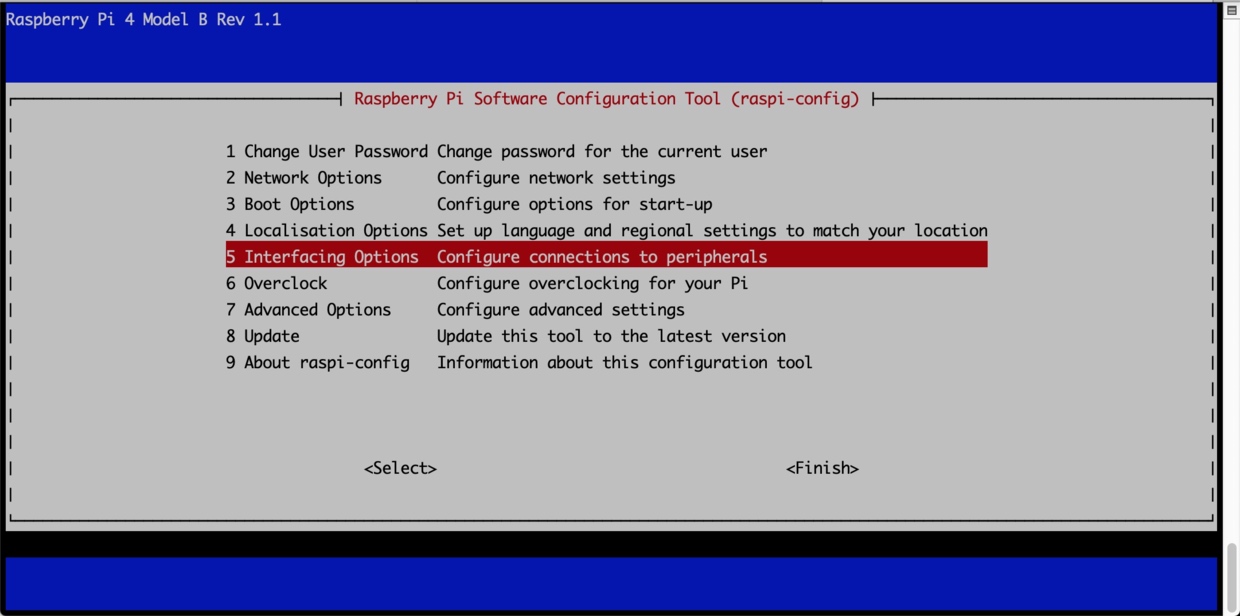 Raspberry Pi 4 Model B Rev 1.1
Raspberry Pi Software Configuration Tool (raspi-config)
1 Change User Password Change password for the current user
2 Network Options Configure network settings
3 Boot Options Configure options for start-up
4 Localisation Options Set up language and regional settings to match your location
5 Interfacing Options Configure connections to peripherals
6 Overclock Configure overclocking for your Pi
7 Advanced Options Configure advanced settings
8 Update Update this tool to the latest version
9 About raspi-config Information about this configuration tool
<Select> <Finish>